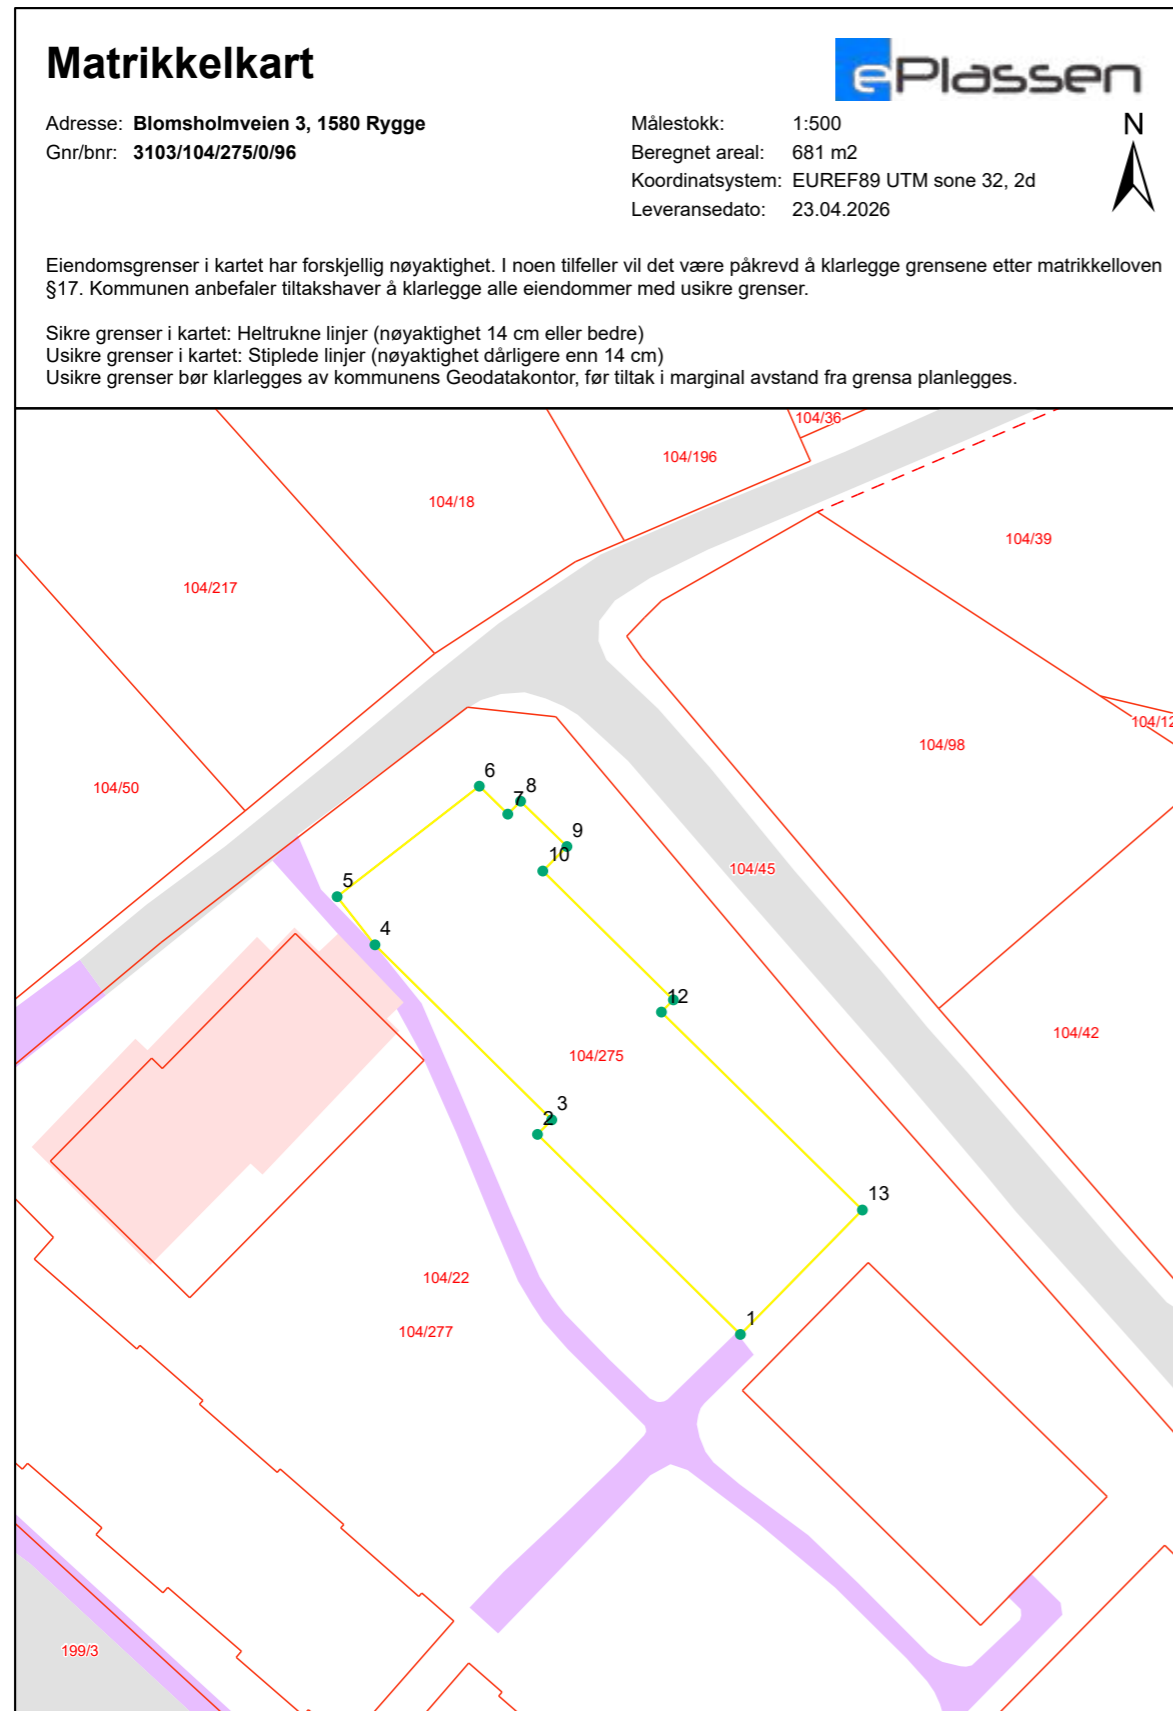 Matrikkelkart
ePlassen
Adresse: Blomsholmveien 3, 1580 Rygge
Gnr/bnr: 3103/104/275/0/96
Målestokk: 1:500
Beregnet areal: 681 m2
Koordinatsystem: EUREF89 UTM sone 32, 2d
Leveransedato: 23.04.2026
N
Eiendomsgrenser i kartet har forskjellig nøyaktighet. I noen tilfeller vil det være påkrevd å klarlegge grensene etter matrikkelloven
§17. Kommunen anbefaler tiltakshaver å klarlegge alle eiendommer med usikre grenser.
Sikre grenser i kartet: Heltrukne linjer (nøyaktighet 14 cm eller bedre)
Usikre grenser i kartet: Stiplede linjer (nøyaktighet dårligere enn 14 cm)
Usikre grenser bør klarlegges av kommunens Geodatakontor, før tiltak i marginal avstand fra grensa planlegges.
104/36
104/196
104/18
104/39
104/217
104/12
104/98
104/50
6
8
7
9
10
104/45
5
4
12
104/42
104/275
3
2
13
104/22
1
104/277
199/3